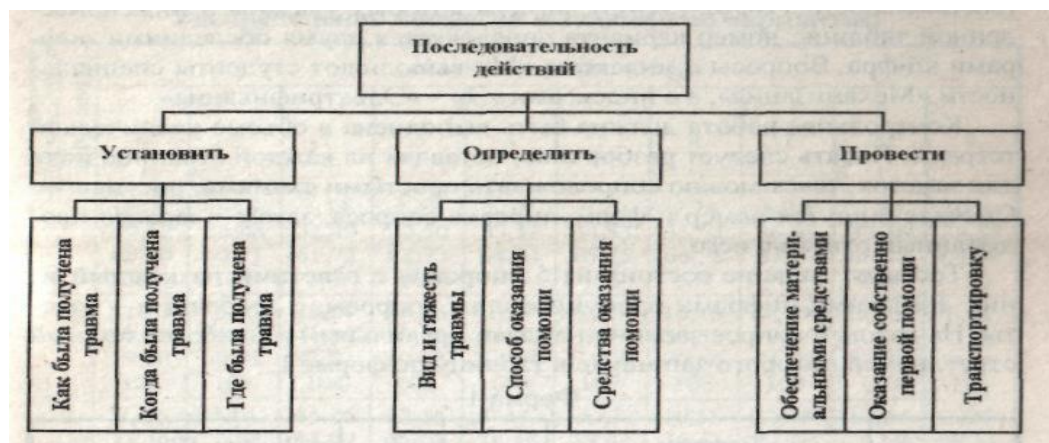 Последовательность
действий
Установить
Определить
Провести
Как была получена
травма
Когда была получена
травма
Где была получена
травма
Вид и тяжесть
травмы
Способ оказания
помощи
Средства оказания
помощи
Обеспечение матери-
альными средствами
Оказание собственно
первой помощи
Транспортировку